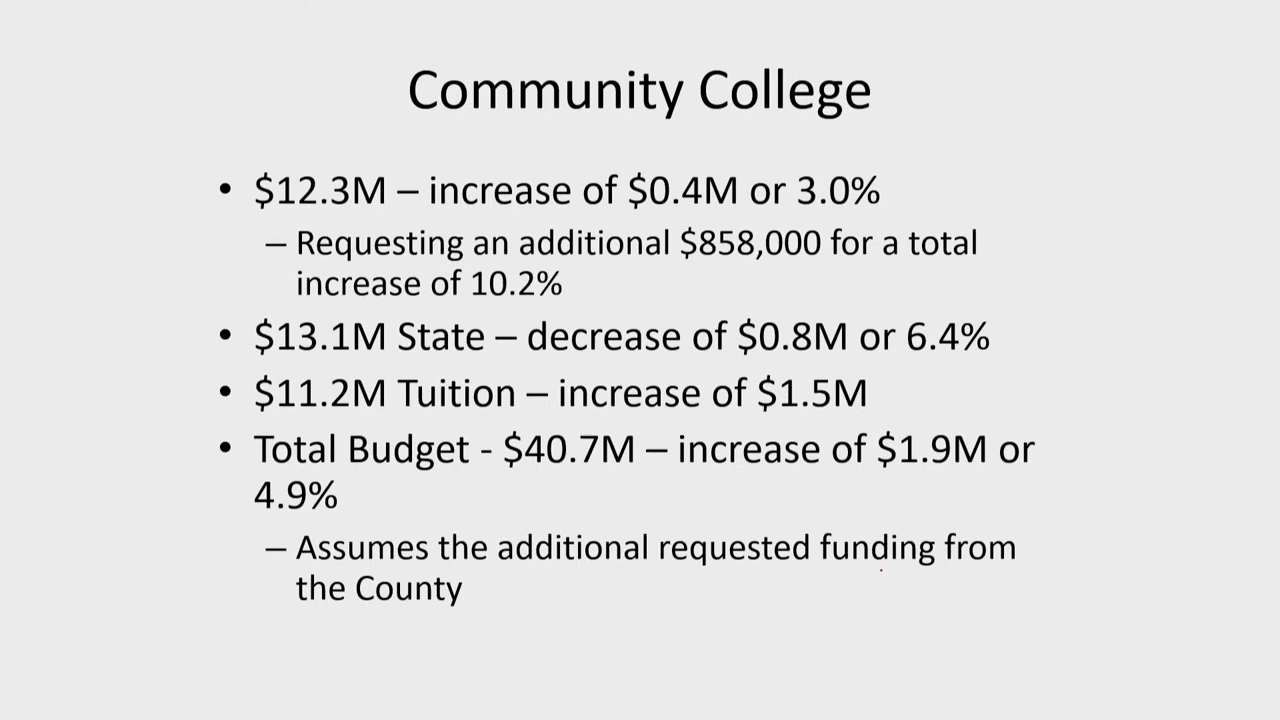 Community College
• $12.3M – increase of $0.4M or 3.0%
– Requesting an additional $858,000 for a total
increase of 10.2%
• $13.1M State – decrease of $0.8M or 6.4%
• $11.2M Tuition – increase of $1.5M
• Total Budget - $40.7M – increase of $1.9M or
4.9%
– Assumes the additional requested funding from
the County